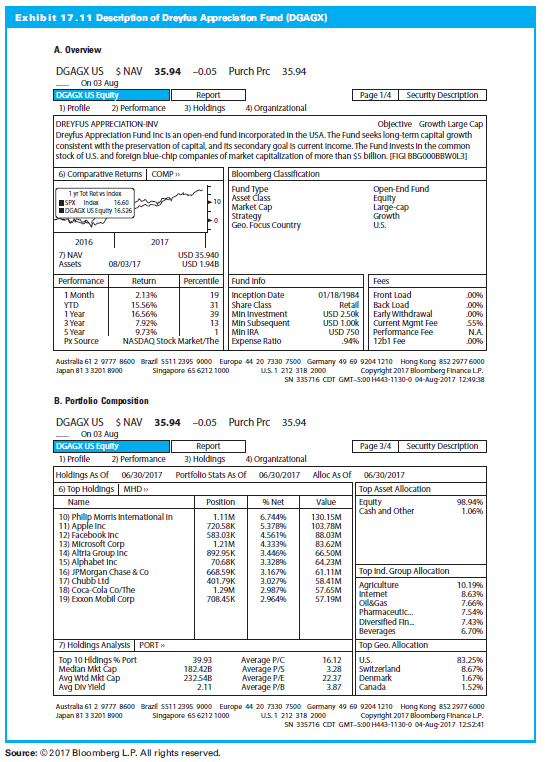 Exhibit 17.11 Description of Dreyfus Appreciation Fund (DGAGX)
A. Overview
DGAGX US $ NAV 35.94 –0.05 Purch Prc 35.94
On 03 Aug
DGAGX US Equity Report Page 1/4 Security Description
1) Profile 2) Performance 3) Holdings 4) Organizational
DREYFUS APPRECIATION-INV Objective Growth Large Cap
Dreyfus Appreciation Fund Inc is an open-end fund incorporated in the USA. The Fund seeks long-term capital growth
consistent with the preservation of capital, and its secondary goal is current income. The Fund invests in the common
stock of U.S. and foreign blue-chip companies of market capitalization of more than $5 billion. [FIGI BBG000BBW0L3]
6) Comparative Returns COMP »
1 yr Tot Ret vs Index
SPX Index 16.60
DGAGX US Equity 16.526
10
0
2016 2017
7) NAV USD 35.940
Assets 08/03/17 USD 1.94B
Bloomberg Classification
Fund Type Open-End Fund
Asset Class Equity
Market Cap Large-cap
Strategy Growth
Geo. Focus Country U.S.
Performance Return Percentile
1 Month 2.13% 19
YTD 15.56% 31
1 Year 16.56% 39
3 Year 7.92% 13
5 Year 9.73% 1
Px Source NASDAQ Stock Market/The
Fund Info
Inception Date 01/18/1984
Share Class Retail
Min Investment USD 2.50k
Min Subsequent USD 1.00k
Min IRA USD 750
Expense Ratio .94%
Fees
Front Load .00%
Back Load .00%
Early Withdrawal .00%
Current Mgmt Fee .55%
Performance Fee N.A.
12b1 Fee .00%
Australia 61 2 9777 8600 Brazil 5511 2395 9000 Europe 44 20 7330 7500 Germany 49 69 9204 1210 Hong Kong 852 2977 6000
Japan 81 3 3201 8900 Singapore 65 6212 1000 U.S. 1 212 318 2000 Copyright 2017 Bloomberg Finance L.P.
SN 335716 CDT GMT–5:00 H443-1130-0 04-Aug-2017 12:49:38
B. Portfolio Composition
DGAGX US $ NAV 35.94 –0.05 Purch Prc 35.94
On 03 Aug
DGAGX US Equity Report Page 3/4 Security Description
1) Profile 2) Performance 3) Holdings 4) Organizational
Holdings As Of 06/30/2017 Portfolio Stats As Of 06/30/2017 Alloc As Of 06/30/2017
6) Top Holdings MHD »
Name Position % Net Value
10) Philip Morris International In 1.11M 6.744% 130.15M
11) Apple Inc 720.58K 5.378% 103.78M
12) Facebook Inc 583.03K 4.561% 88.03M
13) Microsoft Corp 1.21M 4.333% 83.62M
14) Altria Group Inc 892.95K 3.446% 66.50M
15) Alphabet Inc 70.68K 3.328% 64.23M
16) JPMorgan Chase & Co 668.59K 3.167% 61.11M
17) Chubb Ltd 401.79K 3.027% 58.41M
18) Coca-Cola Co/The 1.29M 2.987% 57.65M
19) Exxon Mobil Corp 708.45K 2.964% 57.19M
Top Asset Allocation
Equity 98.94%
Cash and Other 1.06%
Top Ind. Group Allocation
Agriculture 10.19%
Internet 8.63%
Oil&Gas 7.66%
Pharmaceutic... 7.54%
Diversified Fin... 7.43%
Beverages 6.70%
7) Holdings Analysis PORT »
Top 10 Hldings % Port 39.93 Average P/C 16.12
Median Mkt Cap 182.42B Average P/S 3.28
Avg Wtd Mkt Cap 232.54B Average P/E 22.37
Avg Div Yield 2.11 Average P/B 3.87
Top Geo. Allocation
U.S. 83.25%
Switzerland 8.67%
Denmark 1.67%
Canada 1.52%
Australia 61 2 9777 8600 Brazil 5511 2395 9000 Europe 44 20 7330 7500 Germany 49 69 9204 1210 Hong Kong 852 2977 6000
Japan 81 3 3201 8900 Singapore 65 6212 1000 U.S. 1 212 318 2000 Copyright 2017 Bloomberg Finance L.P.
SN 335716 CDT GMT–5:00 H443-1130-0 04-Aug-2017 12:52:41
Source: © 2017 Bloomberg L.P. All rights reserved.